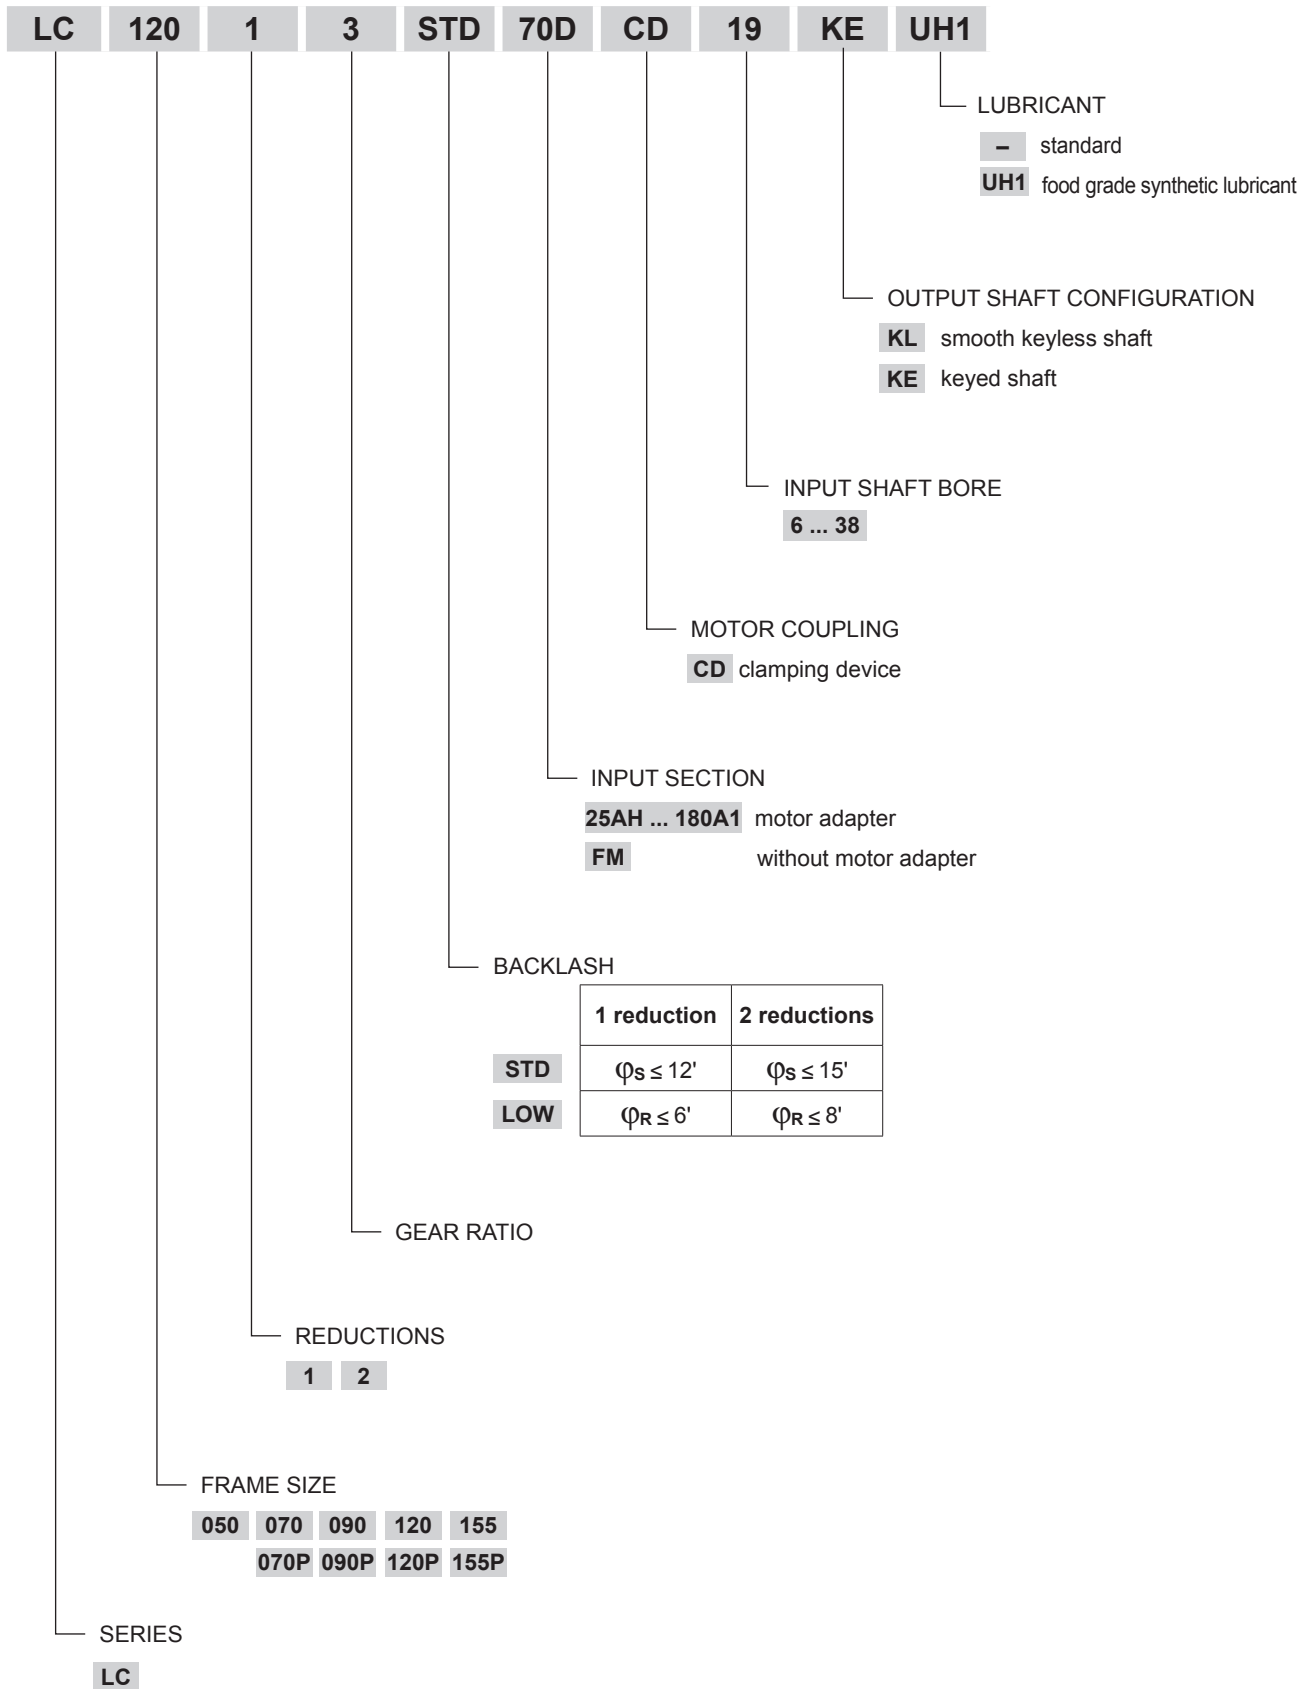 LC 120 1 3 STD 70D CD 19 KE UH1
LUBRICANT
– standard
UH1 food grade synthetic lubricant
OUTPUT SHAFT CONFIGURATION
KL smooth keyless shaft
KE keyed shaft
INPUT SHAFT BORE
6 ... 38
MOTOR COUPLING
CD clamping device
INPUT SECTION
25AH ... 180A1 motor adapter
FM without motor adapter
BACKLASH
1 reduction 2 reductions
STD φS ≤ 12' φS ≤ 15'
LOW φR ≤ 6' φR ≤ 8'
GEAR RATIO
REDUCTIONS
1 2
FRAME SIZE
050 070 090 120 155
070P 090P 120P 155P
SERIES
LC